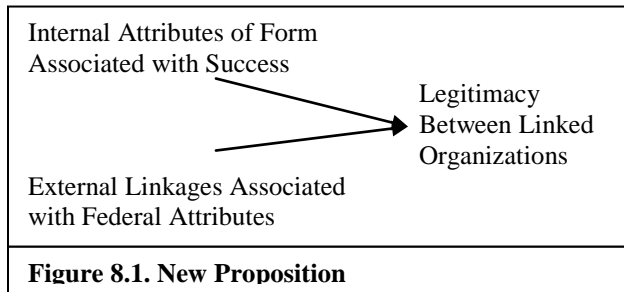 Internal Attributes of Form
Associated with Success
Legitimacy
Between Linked
Organizations
External Linkages Associated
with Federal Attributes
Figure 8.1. New Proposition